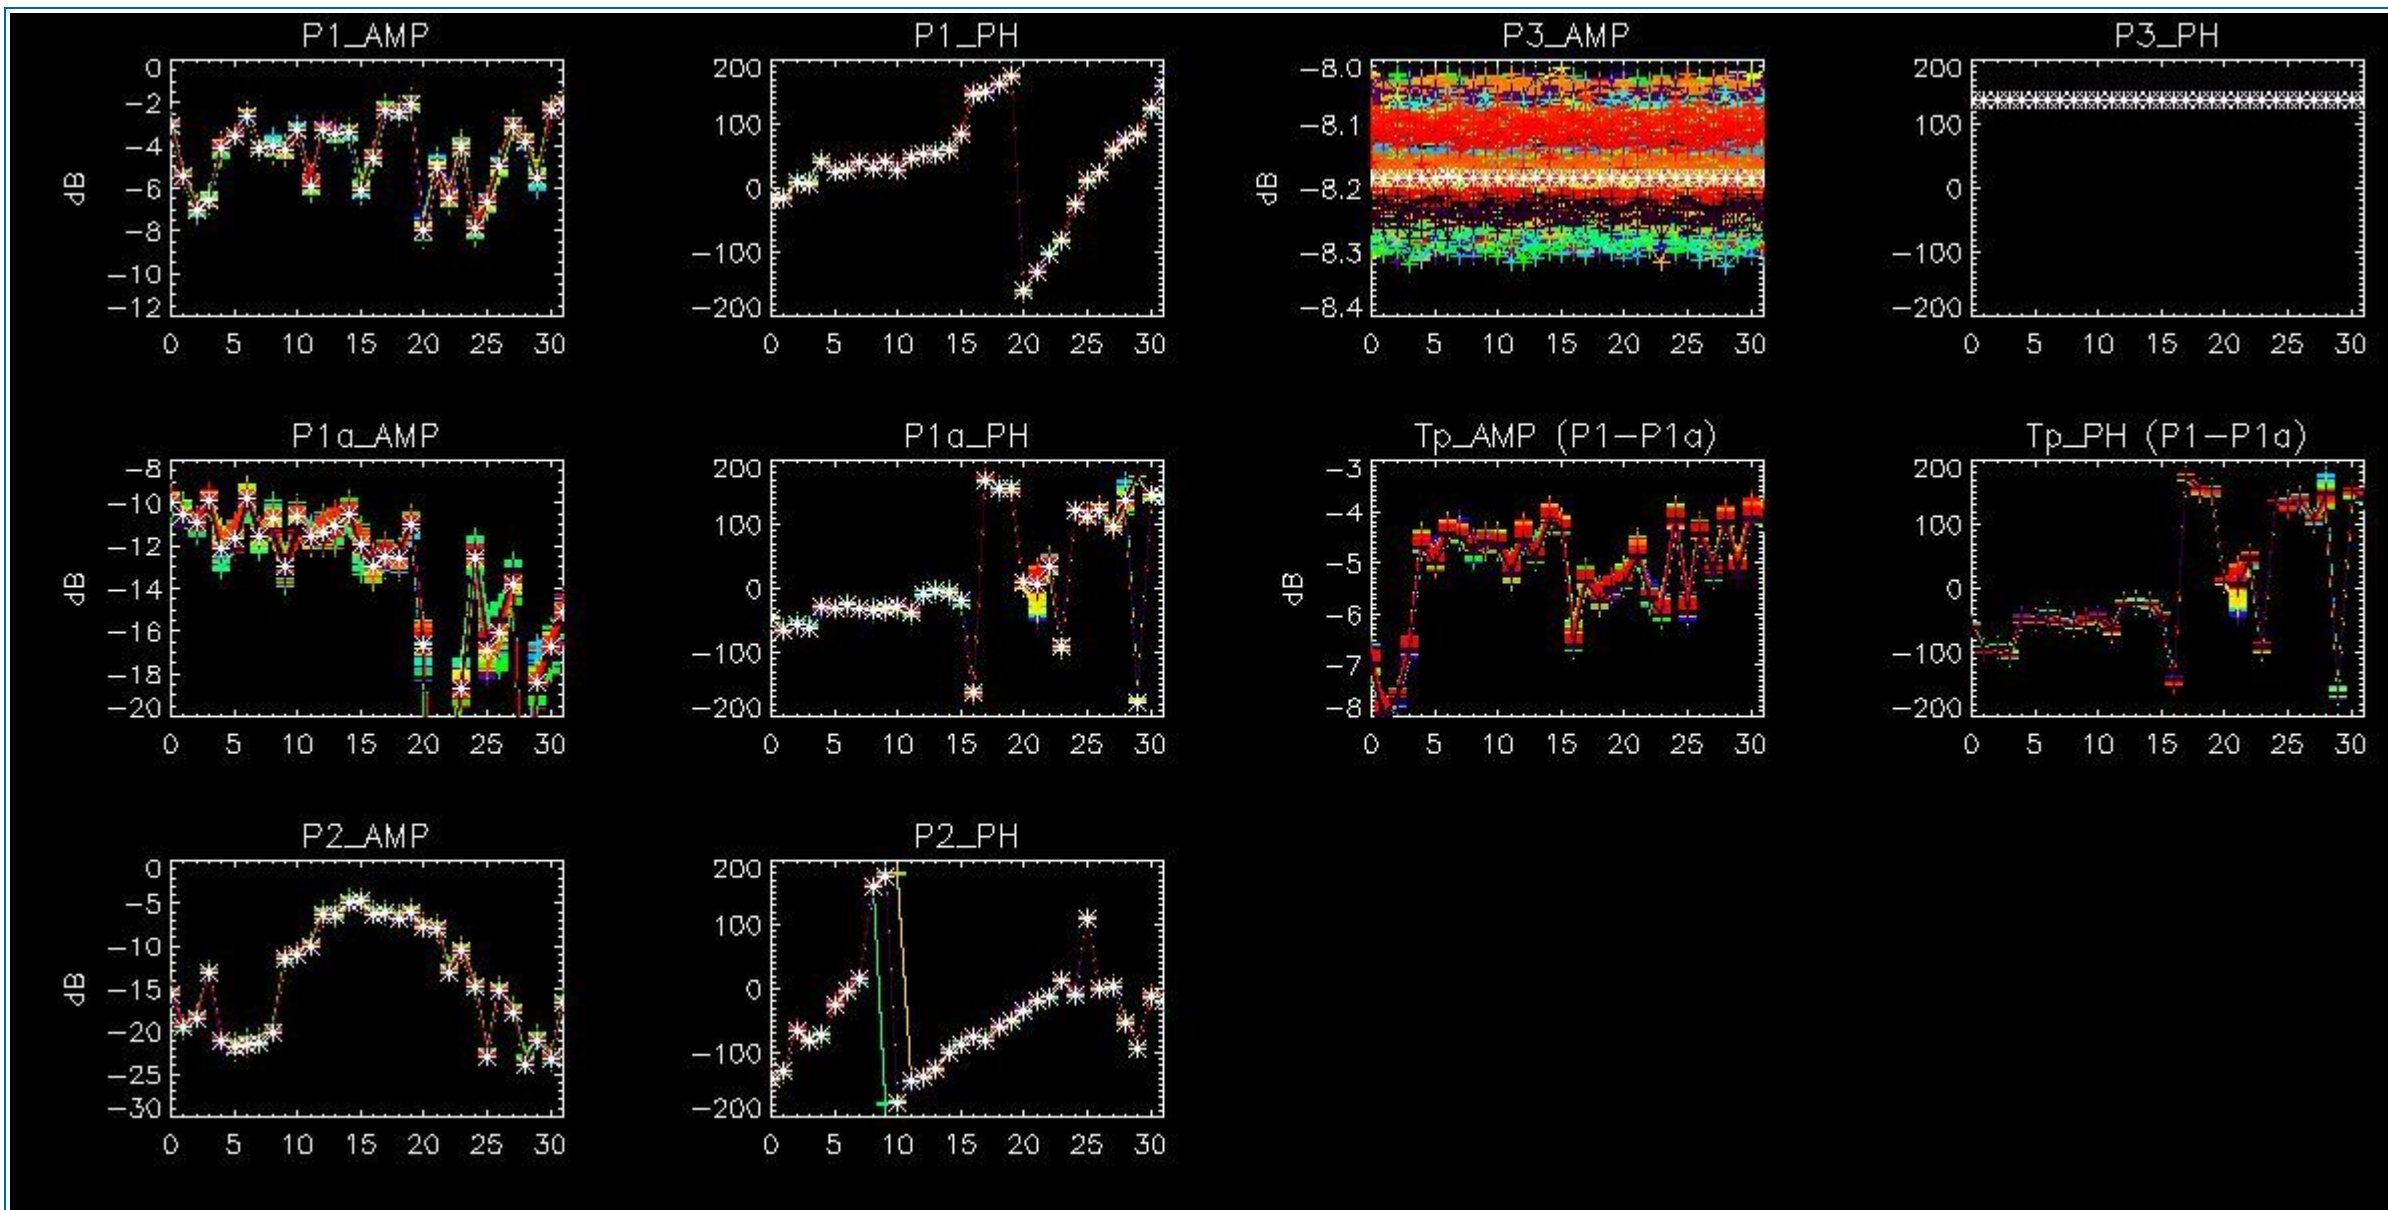 P1_AMP
0
−2
−4
−6
−8
−10
−12
dB
0 5 10 15 20 25 30
P1_PH
200
100
0
−100
−200
0 5 10 15 20 25 30
P3_AMP
−8.0
−8.1
−8.2
−8.3
−8.4
dB
0 5 10 15 20 25 30
P3_PH
200
100
0
−100
−200
0 5 10 15 20 25 30
P1a_AMP
−8
−10
−12
−14
−16
−18
−20
dB
0 5 10 15 20 25 30
P1a_PH
200
100
0
−100
−200
0 5 10 15 20 25 30
Tp_AMP (P1−P1a)
−3
−4
−5
−6
−7
−8
dB
0 5 10 15 20 25 30
Tp_PH (P1−P1a)
200
100
0
−100
−200
0 5 10 15 20 25 30
P2_AMP
0
−5
−10
−15
−20
−25
−30
dB
0 5 10 15 20 25 30
P2_PH
200
100
0
−100
−200
0 5 10 15 20 25 30